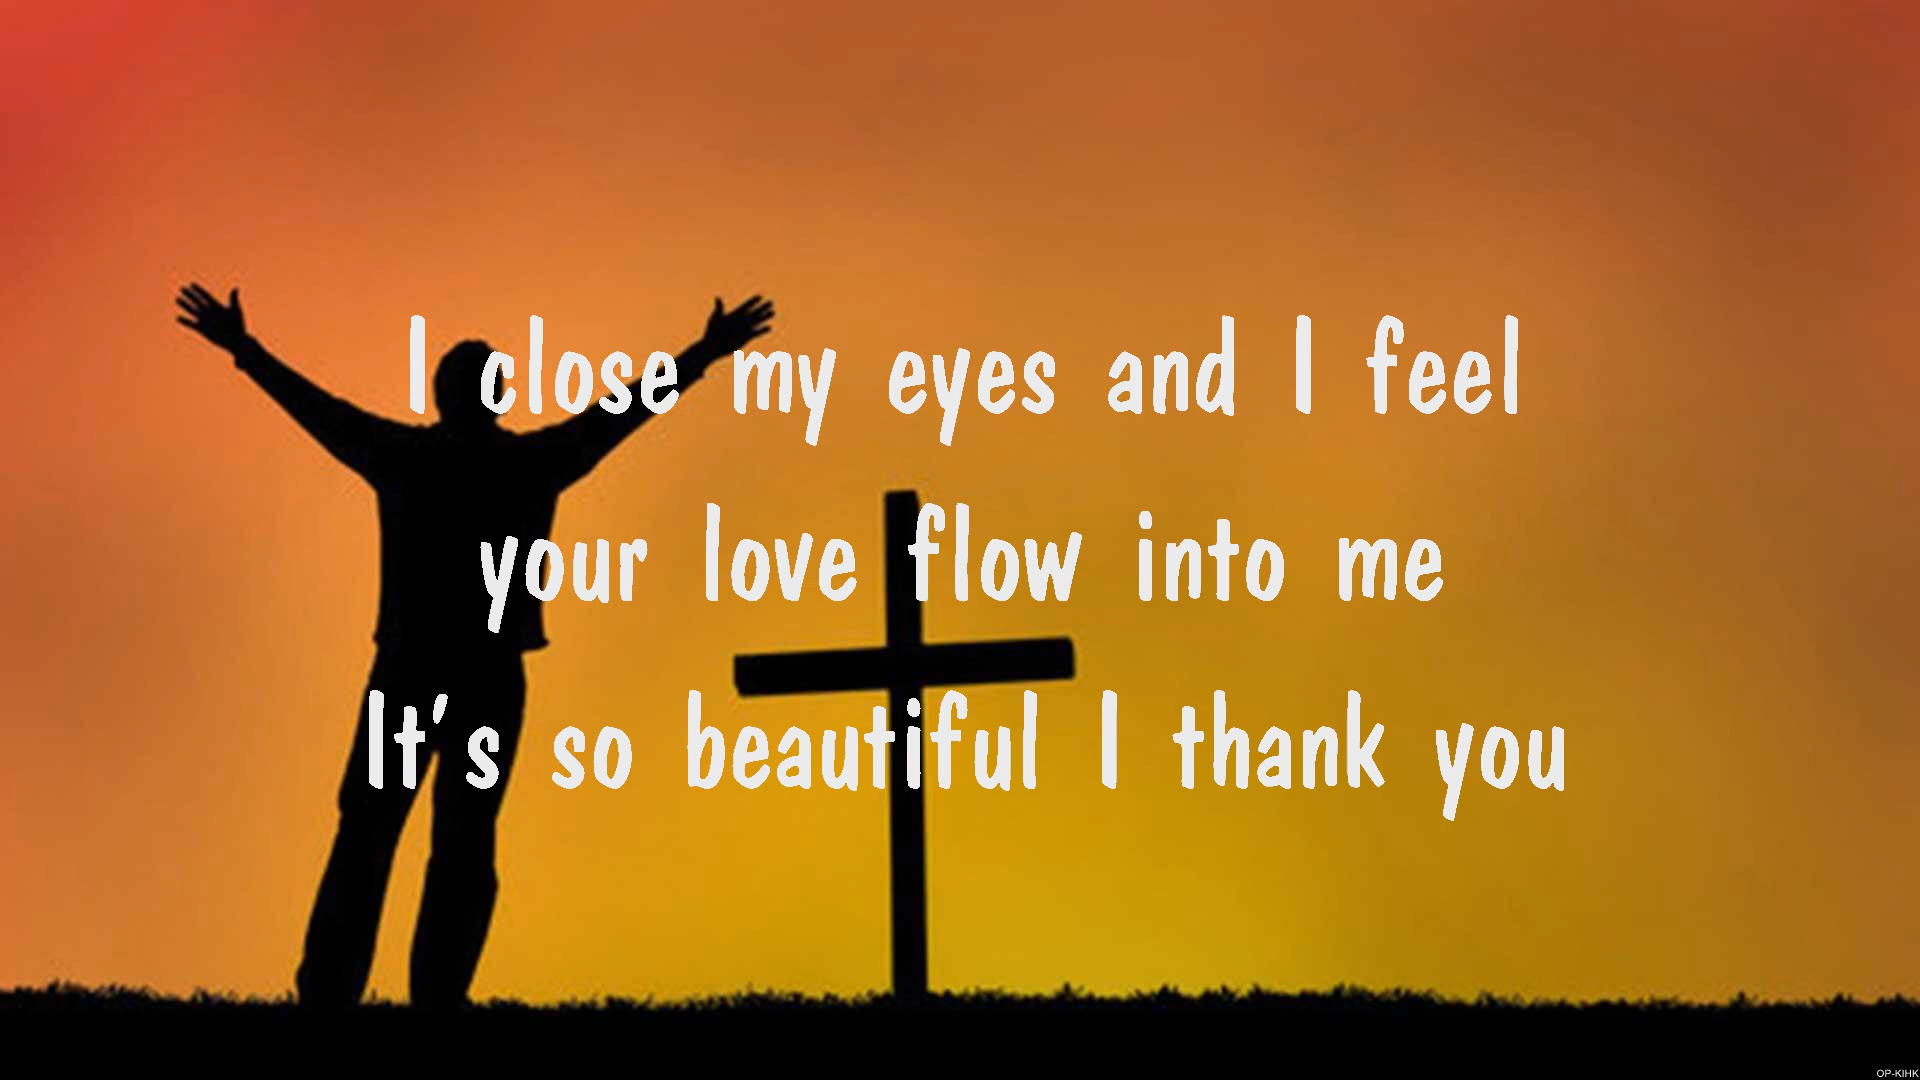 I close my eyes and I feel
your love flow into me
It's so beautiful I thank you
OP-KIHK